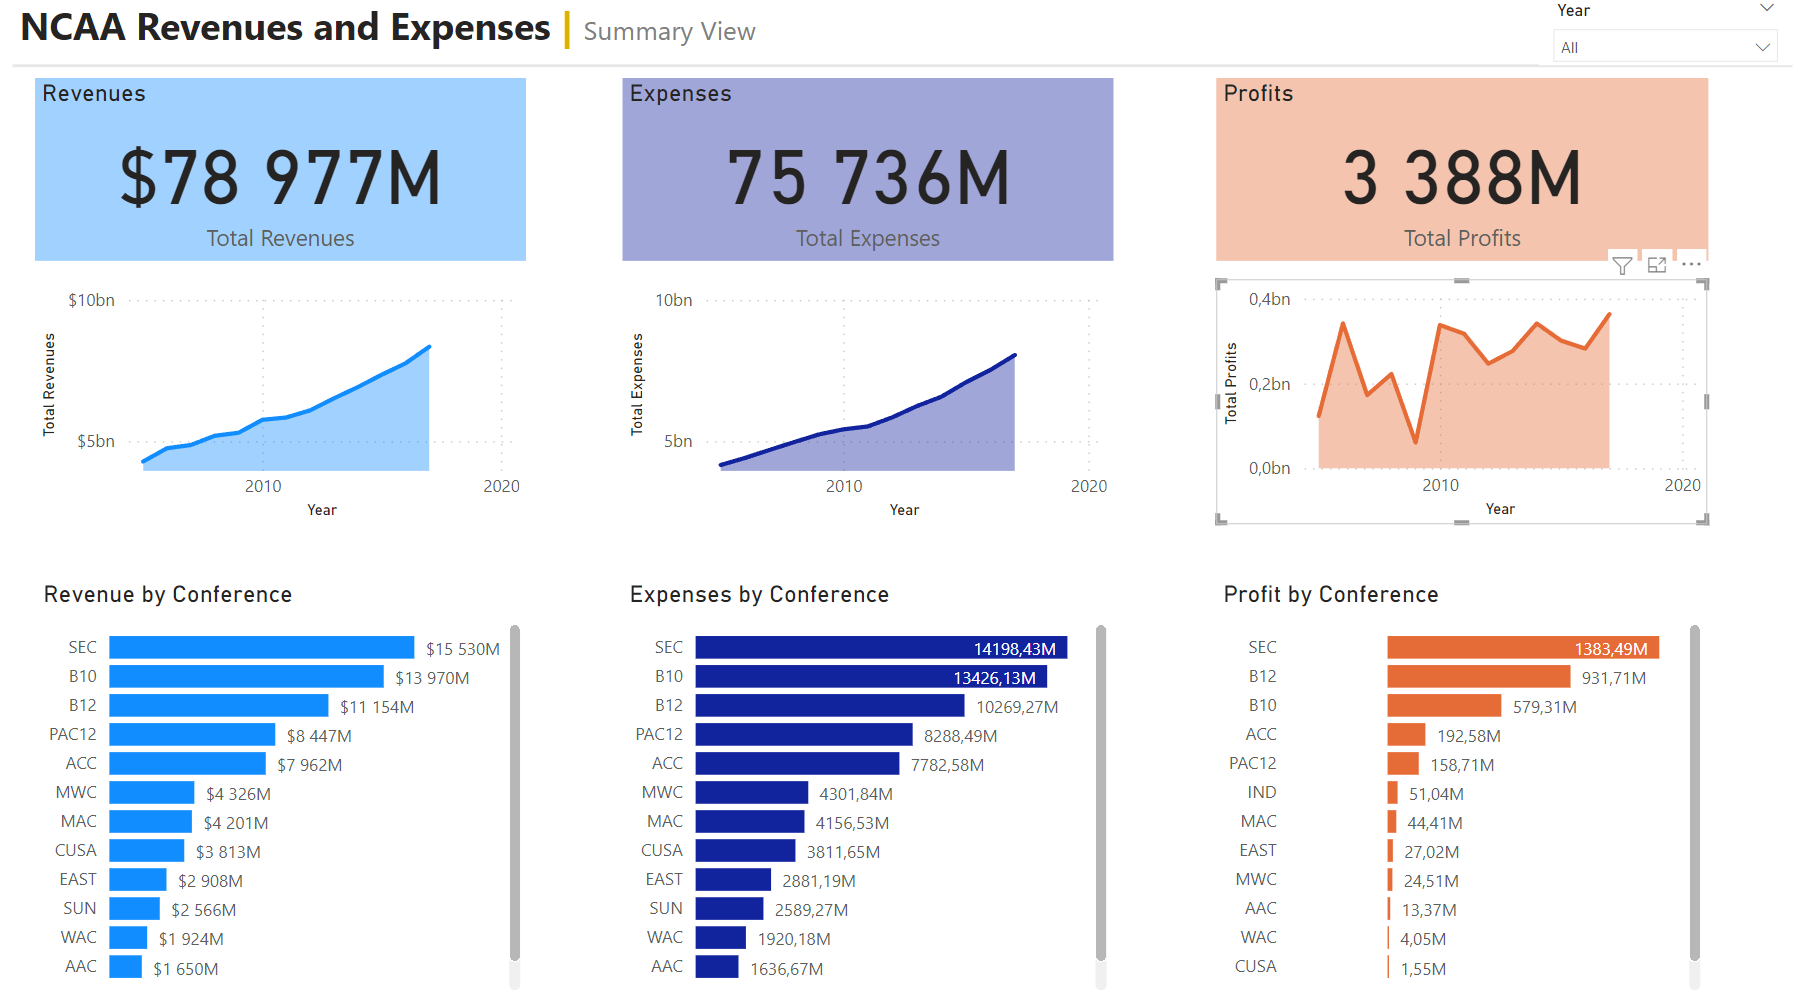 NCAA Revenues and Expenses
Summary View
Year
All
Revenues
$78 977M
Total Revenues
Expenses
75 736M
Total Expenses
Profits
3 388M
Total Profits
$10bn
$5bn
Total Revenues
2010
2020
Year
10bn
5bn
Total Expenses
2010
2020
Year
0,4bn
0,2bn
0,0bn
Total Profits
2010
2020
Year
Revenue by Conference
SEC $15 530M
B10 $13 970M
B12 $11 154M
PAC12 $8 447M
ACC $7 962M
MWC $4 326M
MAC $4 201M
CUSA $3 813M
EAST $2 908M
SUN $2 566M
WAC $1 924M
AAC $1 650M
Expenses by Conference
SEC 14198,43M
B10 13426,13M
B12 10269,27M
PAC12 8288,49M
ACC 7782,58M
MWC 4301,84M
MAC 4156,53M
CUSA 3811,65M
EAST 2881,19M
SUN 2589,27M
WAC 1920,18M
AAC 1636,67M
Profit by Conference
SEC 1383,49M
B12 931,71M
B10 579,31M
ACC 192,58M
PAC12 158,71M
IND 51,04M
MAC 44,41M
EAST 27,02M
MWC 24,51M
AAC 13,37M
WAC 4,05M
CUSA 1,55M